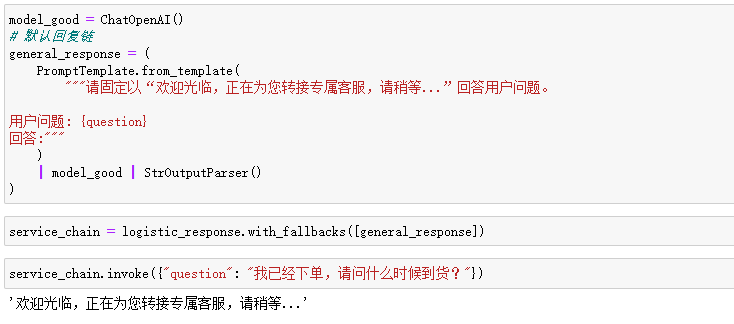 model_good = ChatOpenAI()
# 默认回复链
general_response = (
    PromptTemplate.from_template(
        """请固定以“欢迎光临，正在为您转接专属客服，请稍等...”回答用户问题。

用户问题: {question}
回答:"""
    )
    | model_good | StrOutputParser()
)
service_chain = logistic_response.with_fallbacks([general_response])
service_chain.invoke({"question": "我已经下单，请问什么时候到货？"})
'欢迎光临，正在为您转接专属客服，请稍等...'